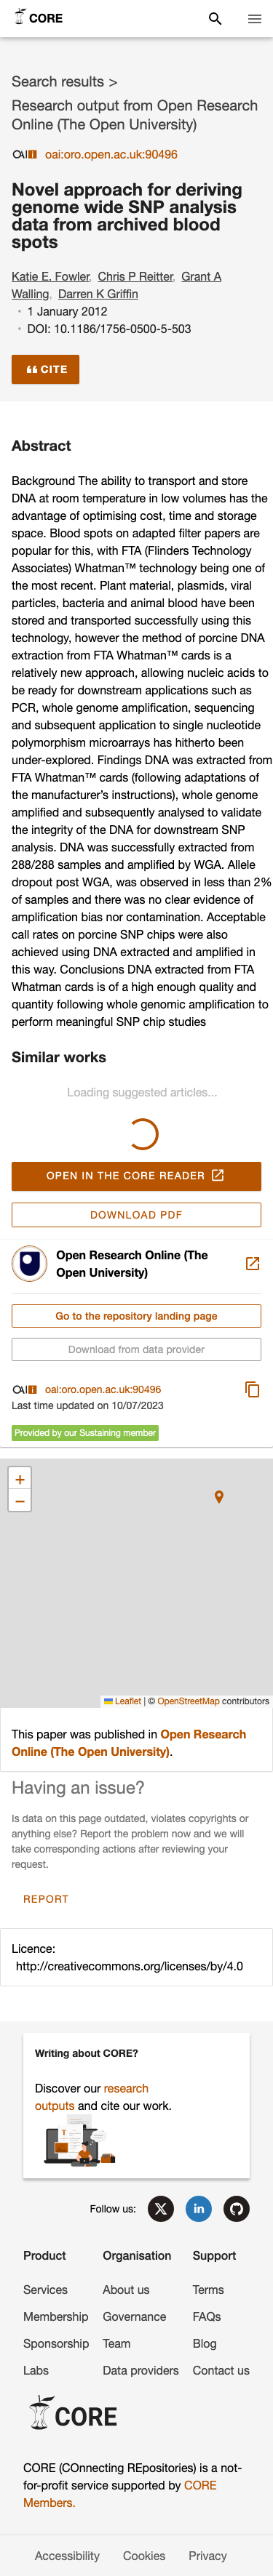 CORE
Search results >
Research output from Open Research
Online (The Open University)
OAI oai:oro.open.ac.uk:90496
Novel approach for deriving
genome wide SNP analysis
data from archived blood
spots
Katie E. Fowler, Chris P Reitter, Grant A
Walling, Darren K Griffin
• 1 January 2012
• DOI: 10.1186/1756-0500-5-503
CITE
Abstract
Background The ability to transport and store
DNA at room temperature in low volumes has the
advantage of optimising cost, time and storage
space. Blood spots on adapted filter papers are
popular for this, with FTA (Flinders Technology
Associates) Whatman™ technology being one of
the most recent. Plant material, plasmids, viral
particles, bacteria and animal blood have been
stored and transported successfully using this
technology, however the method of porcine DNA
extraction from FTA Whatman™ cards is a
relatively new approach, allowing nucleic acids to
be ready for downstream applications such as
PCR, whole genome amplification, sequencing
and subsequent application to single nucleotide
polymorphism microarrays has hitherto been
under-explored. Findings DNA was extracted from
FTA Whatman™ cards (following adaptations of
the manufacturer’s instructions), whole genome
amplified and subsequently analysed to validate
the integrity of the DNA for downstream SNP
analysis. DNA was successfully extracted from
288/288 samples and amplified by WGA. Allele
dropout post WGA, was observed in less than 2%
of samples and there was no clear evidence of
amplification bias nor contamination. Acceptable
call rates on porcine SNP chips were also
achieved using DNA extracted and amplified in
this way. Conclusions DNA extracted from FTA
Whatman cards is of a high enough quality and
quantity following whole genomic amplification to
perform meaningful SNP chip studies
Similar works
Loading suggested articles...
OPEN IN THE CORE READER
DOWNLOAD PDF
Open Research Online (The
Open University)
Go to the repository landing page
Download from data provider
OAI oai:oro.open.ac.uk:90496
Last time updated on 10/07/2023
Provided by our Sustaining member
+
−
Leaflet | © OpenStreetMap contributors
This paper was published in Open Research
Online (The Open University).
Having an issue?
Is data on this page outdated, violates copyrights or
anything else? Report the problem now and we will
take corresponding actions after reviewing your
request.
REPORT
Licence:
http://creativecommons.org/licenses/by/4.0
Writing about CORE?
Discover our research
outputs and cite our work.
Follow us:
Product Organisation Support
Services About us Terms
Membership Governance FAQs
Sponsorship Team Blog
Labs Data providers Contact us
CORE
CORE (COnnecting REpositories) is a not-
for-profit service supported by CORE
Members.
Accessibility Cookies Privacy